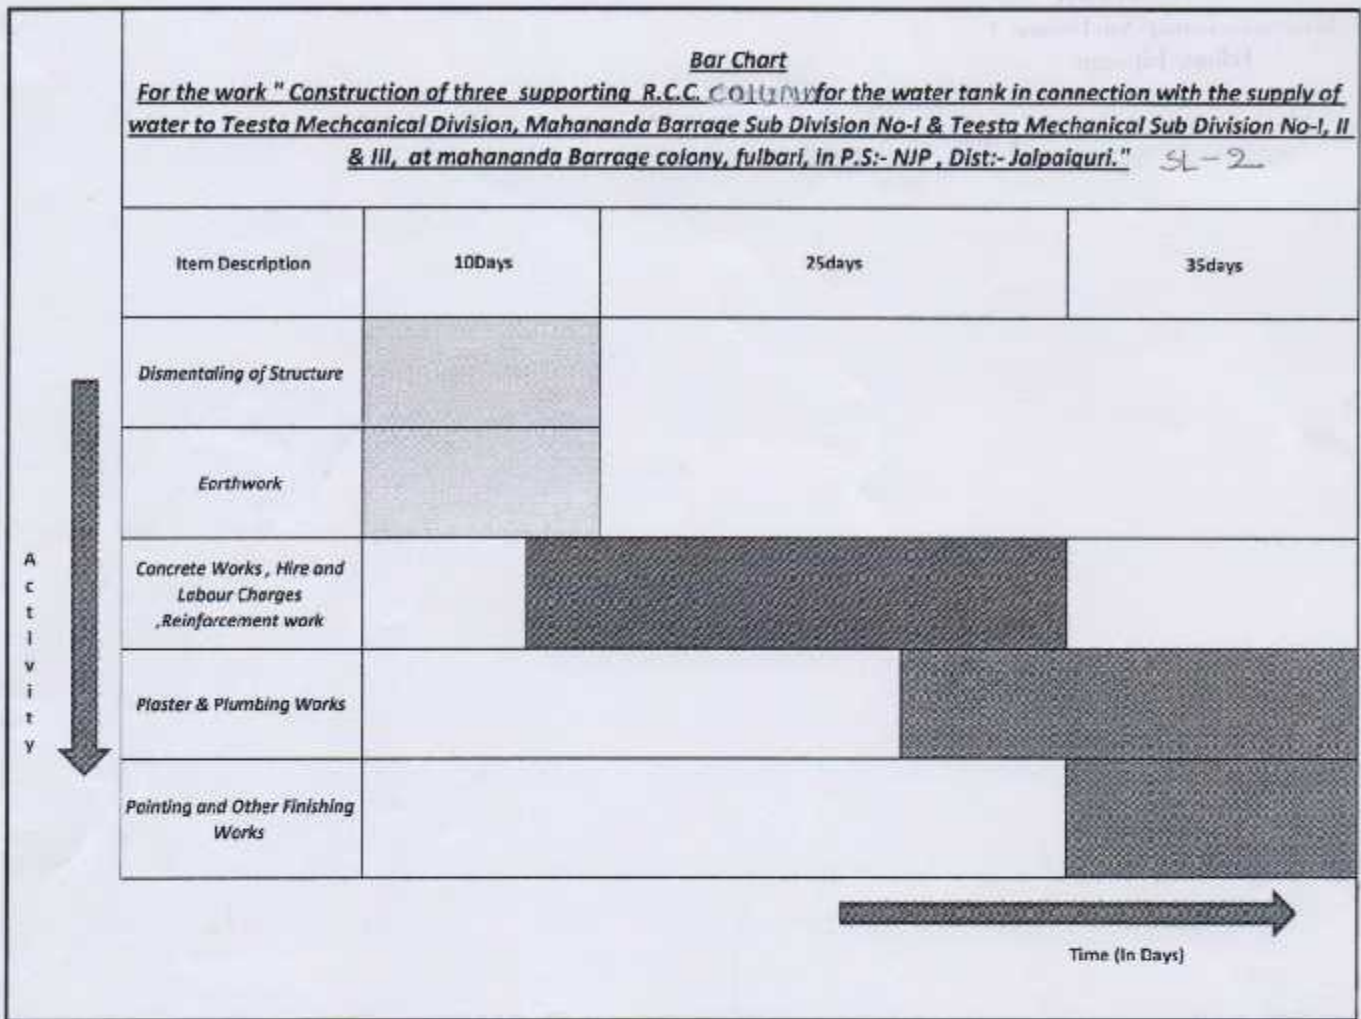 Bar Chart
For the work " Construction of three supporting R.C.C. COLUMN for the water tank in connection with the supply of
water to Teesta Mechcanical Division, Mahananda Barrage Sub Division No-I & Teesta Mechanical Sub Division No-I, II
& III, at mahananda Barrage colony, fulbari, in P.S:- NJP , Dist:- Jalpaiguri." SL-2
Item Description 10Days 25days 35days
Dismentaling of Structure
Earthwork
Concrete Works , Hire and
Labour Charges
,Reinforcement work
Plaster & Plumbing Works
Painting and Other Finishing
Works
Activity
Time (In Days)